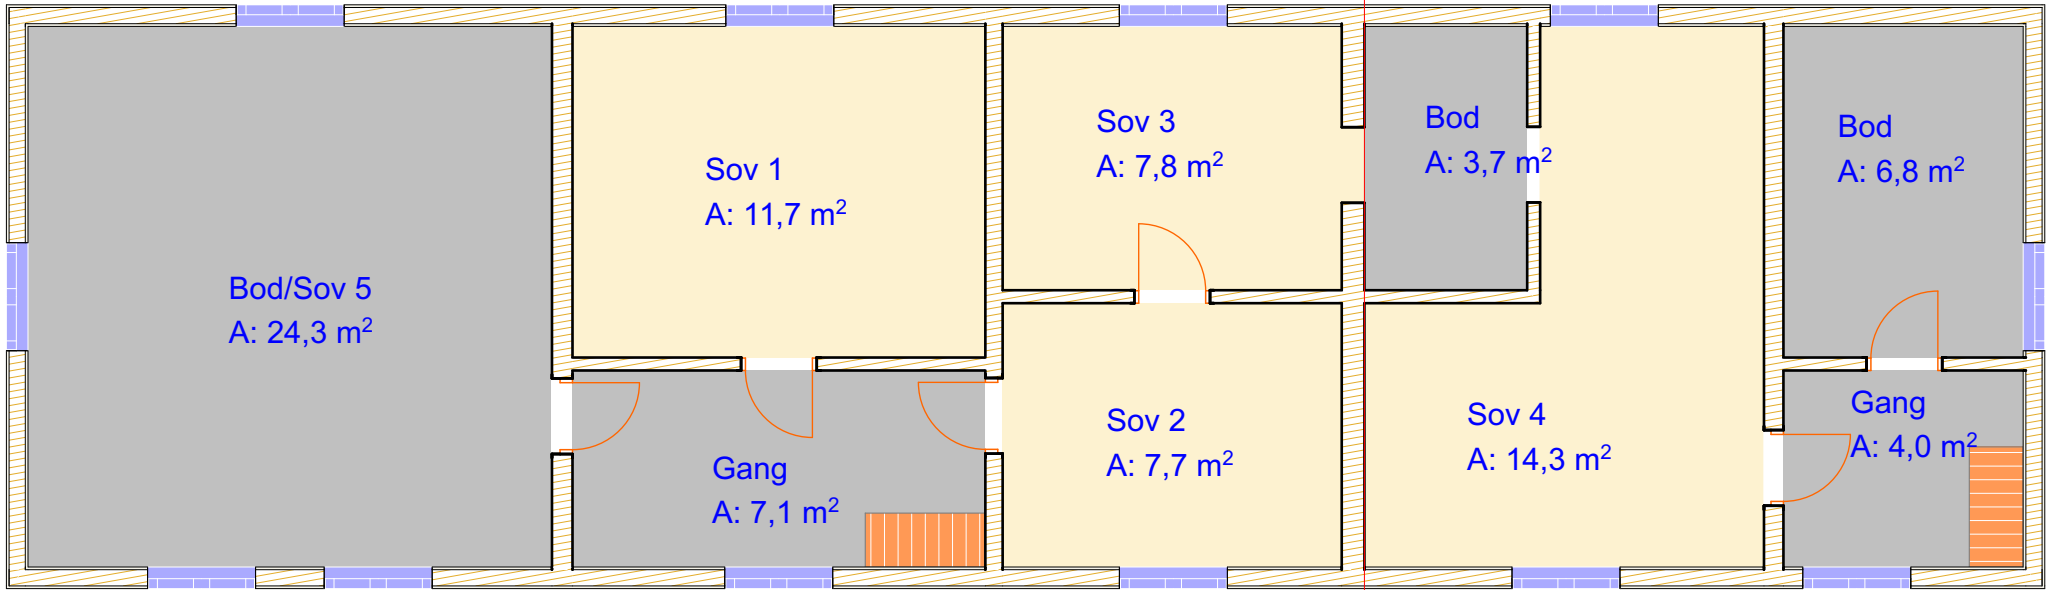 Bod/Sov 5
A: 24,3 m²
Sov 1
A: 11,7 m²
Gang
A: 7,1 m²
Sov 3
A: 7,8 m²
Sov 2
A: 7,7 m²
Bod
A: 3,7 m²
Sov 4
A: 14,3 m²
Bod
A: 6,8 m²
Gang
A: 4,0 m²